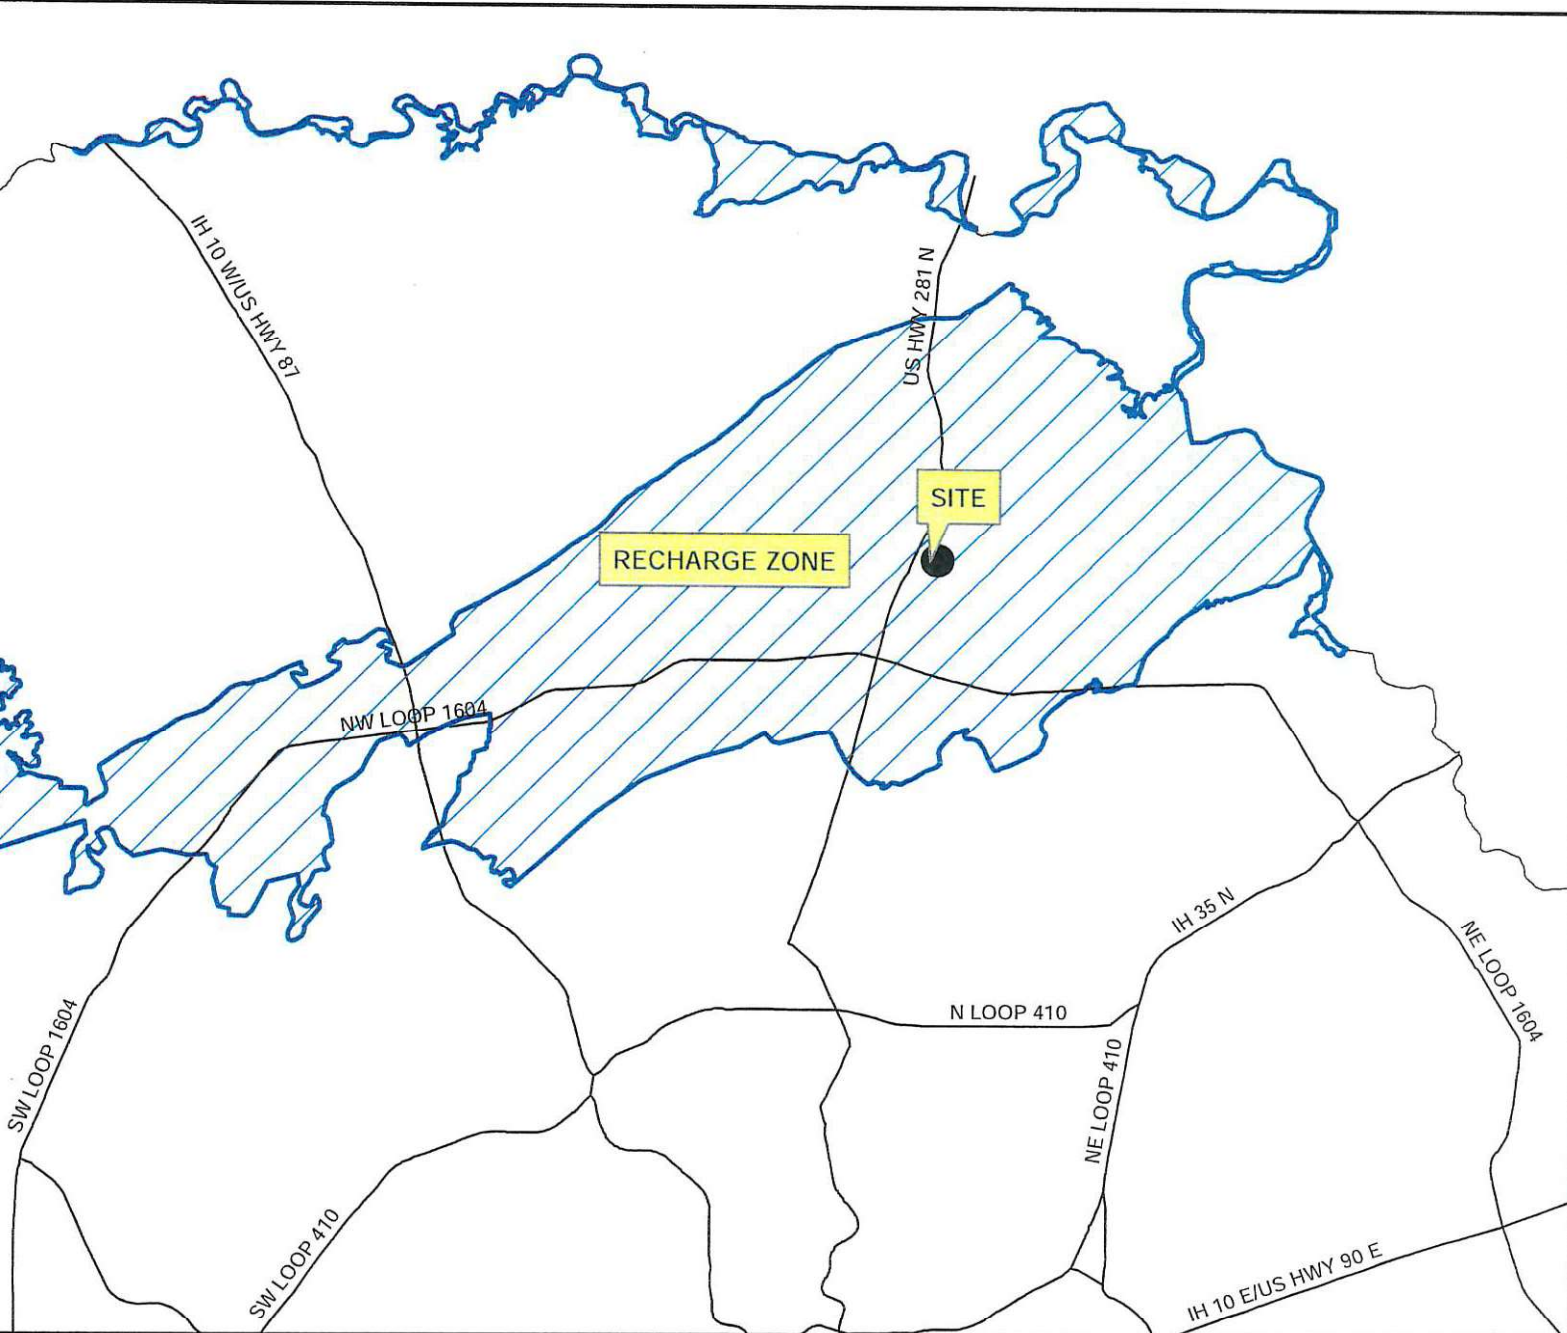 IH 10 W/US HWY 87
US HWY 281 N
SITE
RECHARGE ZONE
NW LOOP 1604
IH 35 N
NE LOOP 1604
N LOOP 410
SW LOOP 1604
NE LOOP 410
SW LOOP 410
IH 10 E/US HWY 90 E